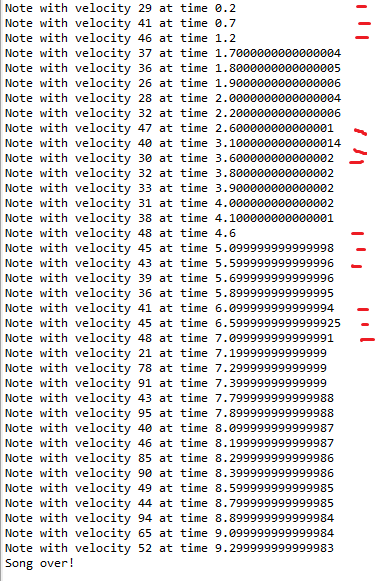 Note with velocity 29 at time 0.2
Note with velocity 41 at time 0.7
Note with velocity 46 at time 1.2
Note with velocity 37 at time 1.7000000000000004
Note with velocity 36 at time 1.8000000000000005
Note with velocity 26 at time 1.9000000000000006
Note with velocity 28 at time 2.0000000000000004
Note with velocity 32 at time 2.2000000000000006
Note with velocity 47 at time 2.600000000000001
Note with velocity 40 at time 3.1000000000000014
Note with velocity 30 at time 3.600000000000002
Note with velocity 32 at time 3.800000000000002
Note with velocity 33 at time 3.900000000000002
Note with velocity 31 at time 4.000000000000002
Note with velocity 38 at time 4.100000000000001
Note with velocity 48 at time 4.6
Note with velocity 45 at time 5.099999999999998
Note with velocity 43 at time 5.599999999999996
Note with velocity 39 at time 5.699999999999996
Note with velocity 36 at time 5.899999999999995
Note with velocity 41 at time 6.099999999999994
Note with velocity 45 at time 6.5999999999999925
Note with velocity 48 at time 7.099999999999991
Note with velocity 21 at time 7.19999999999999
Note with velocity 78 at time 7.29999999999999
Note with velocity 91 at time 7.39999999999999
Note with velocity 43 at time 7.799999999999988
Note with velocity 95 at time 7.899999999999988
Note with velocity 40 at time 8.099999999999987
Note with velocity 46 at time 8.199999999999987
Note with velocity 85 at time 8.299999999999986
Note with velocity 90 at time 8.399999999999986
Note with velocity 49 at time 8.599999999999985
Note with velocity 44 at time 8.799999999999985
Note with velocity 94 at time 8.899999999999984
Note with velocity 65 at time 9.099999999999984
Note with velocity 52 at time 9.299999999999983
Song over!